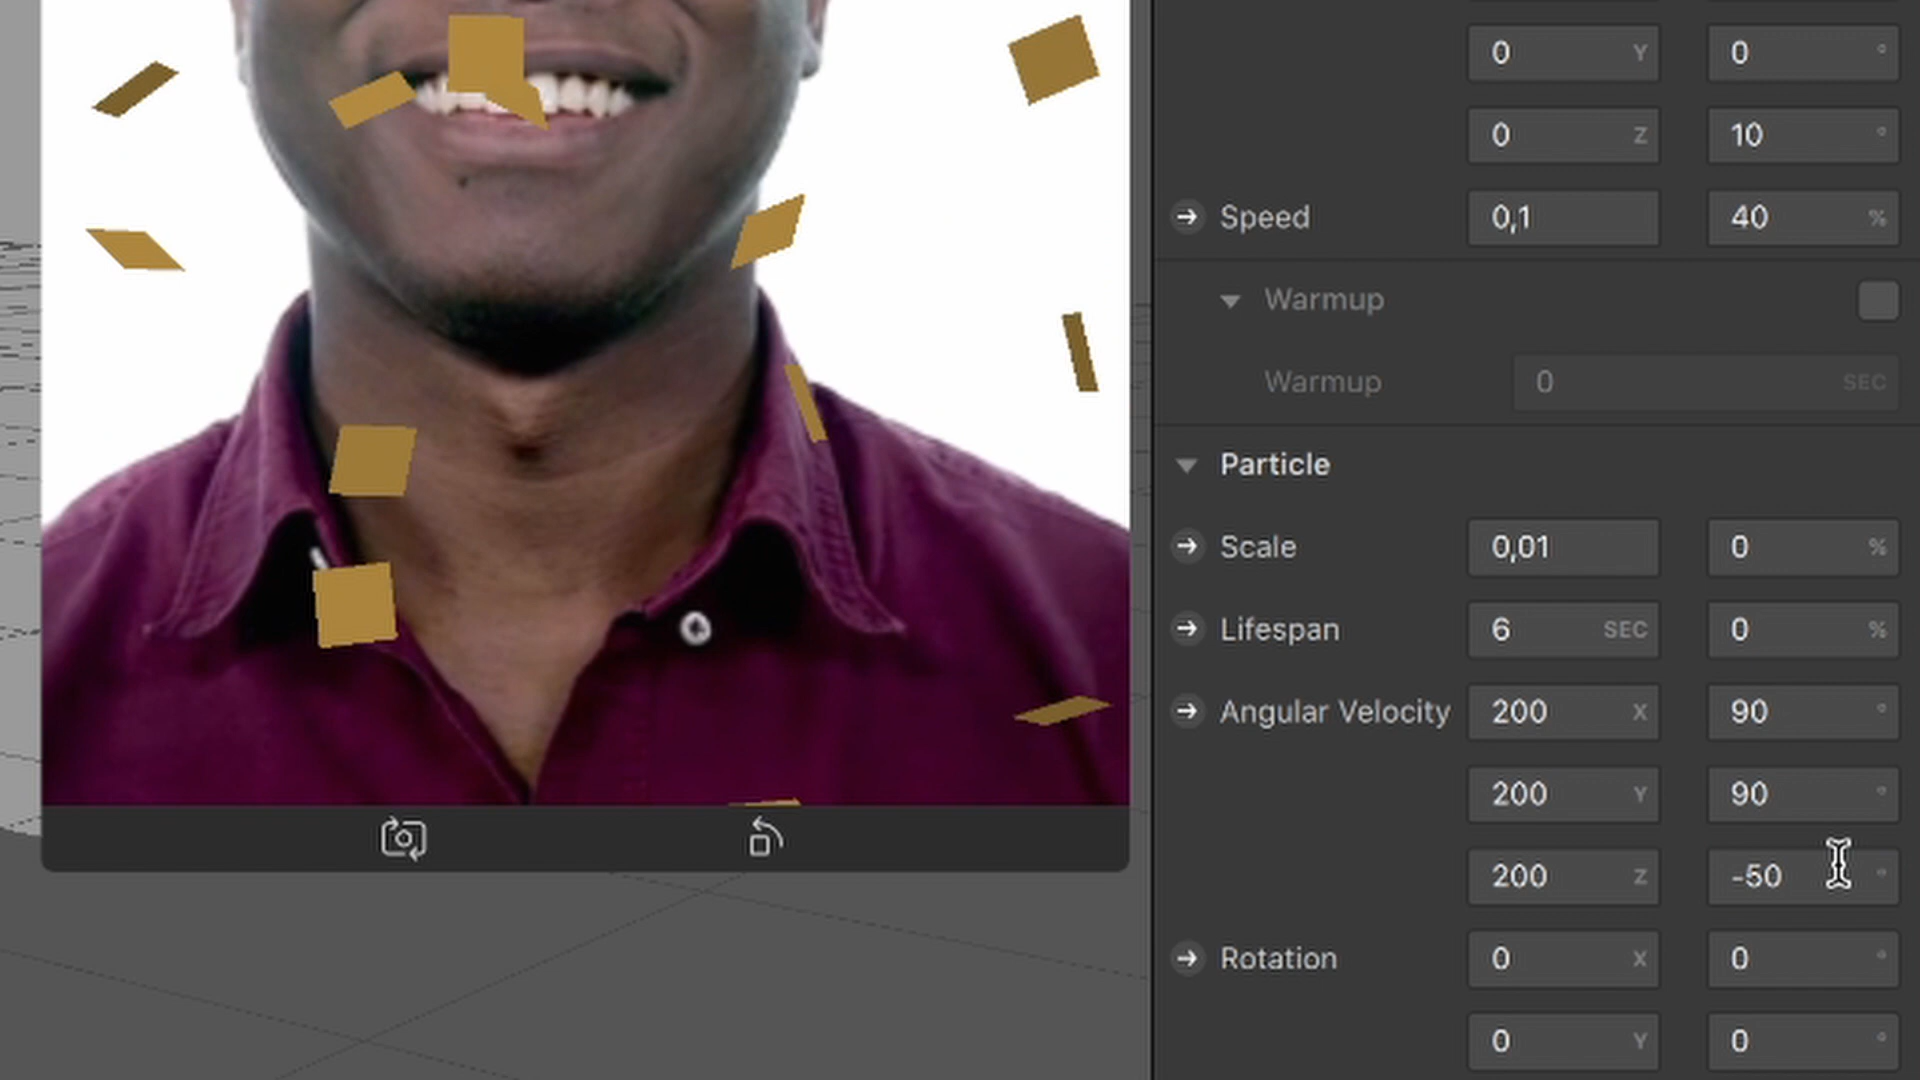 0 Y 0 °
0 Z 10 °
Speed 0,1 40 %
Warmup
Warmup 0 SEC
Particle
Scale 0,01 0 %
Lifespan 6 SEC 0 %
Angular Velocity 200 X 90 °
200 Y 90 °
200 Z -50 °
Rotation 0 X 0 °
0 Y 0 °